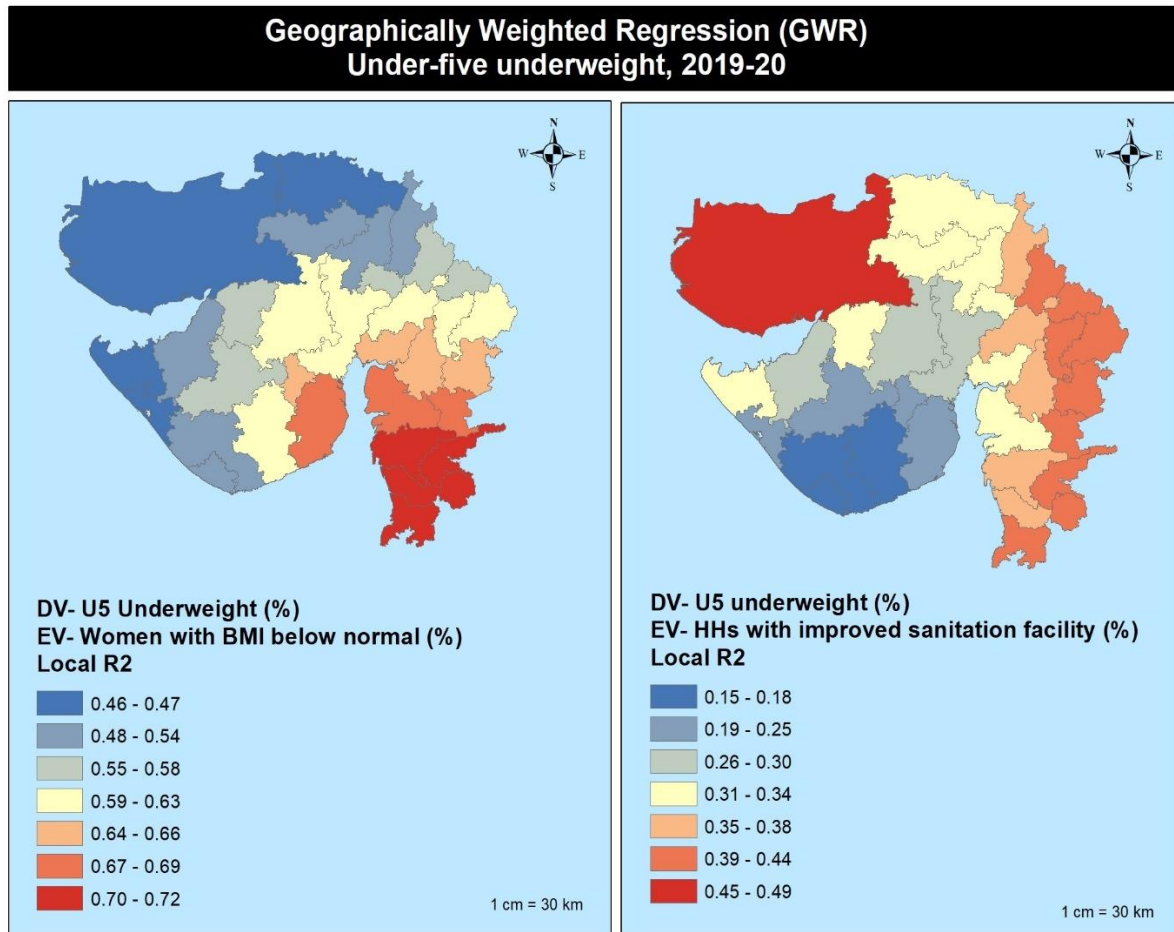 Geographically Weighted Regression (GWR)
Under-five underweight, 2019-20
N
W
E
S
DV- U5 Underweight (%)
EV- Women with BMI below normal (%)
Local R2
0.46 - 0.47
0.48 - 0.54
0.55 - 0.58
0.59 - 0.63
0.64 - 0.66
0.67 - 0.69
0.70 - 0.72
1 cm = 30 km
N
W
E
S
DV- U5 underweight (%)
EV- HHs with improved sanitation facility (%)
Local R2
0.15 - 0.18
0.19 - 0.25
0.26 - 0.30
0.31 - 0.34
0.35 - 0.38
0.39 - 0.44
0.45 - 0.49
1 cm = 30 km